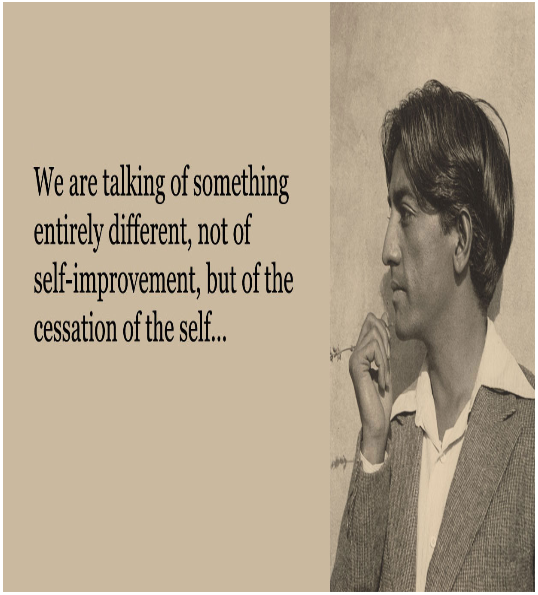 We are talking of something
entirely different, not of
self-improvement, but of the
cessation of the self...